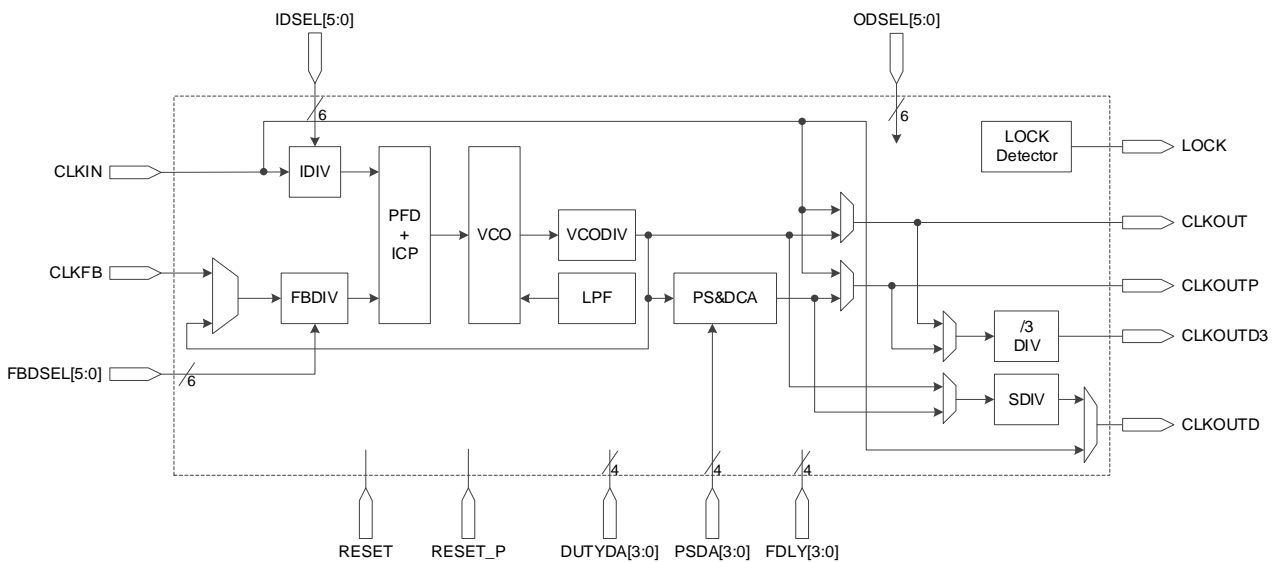 IDSEL[5:0]
ODSEL[5:0]
6
6
LOCK
Detector
LOCK
CLKIN
IDIV
PFD
+
ICP
VCO
VCODIV
CLKOUT
CLKFB
FBDIV
LPF
PS&DCA
CLKOUTP
/3
DIV
CLKOUTD3
FBDSEL[5:0]
6
SDIV
CLKOUTD
4
4
4
RESET
RESET_P
DUTYDA[3:0]
PSDA[3:0]
FDLY[3:0]